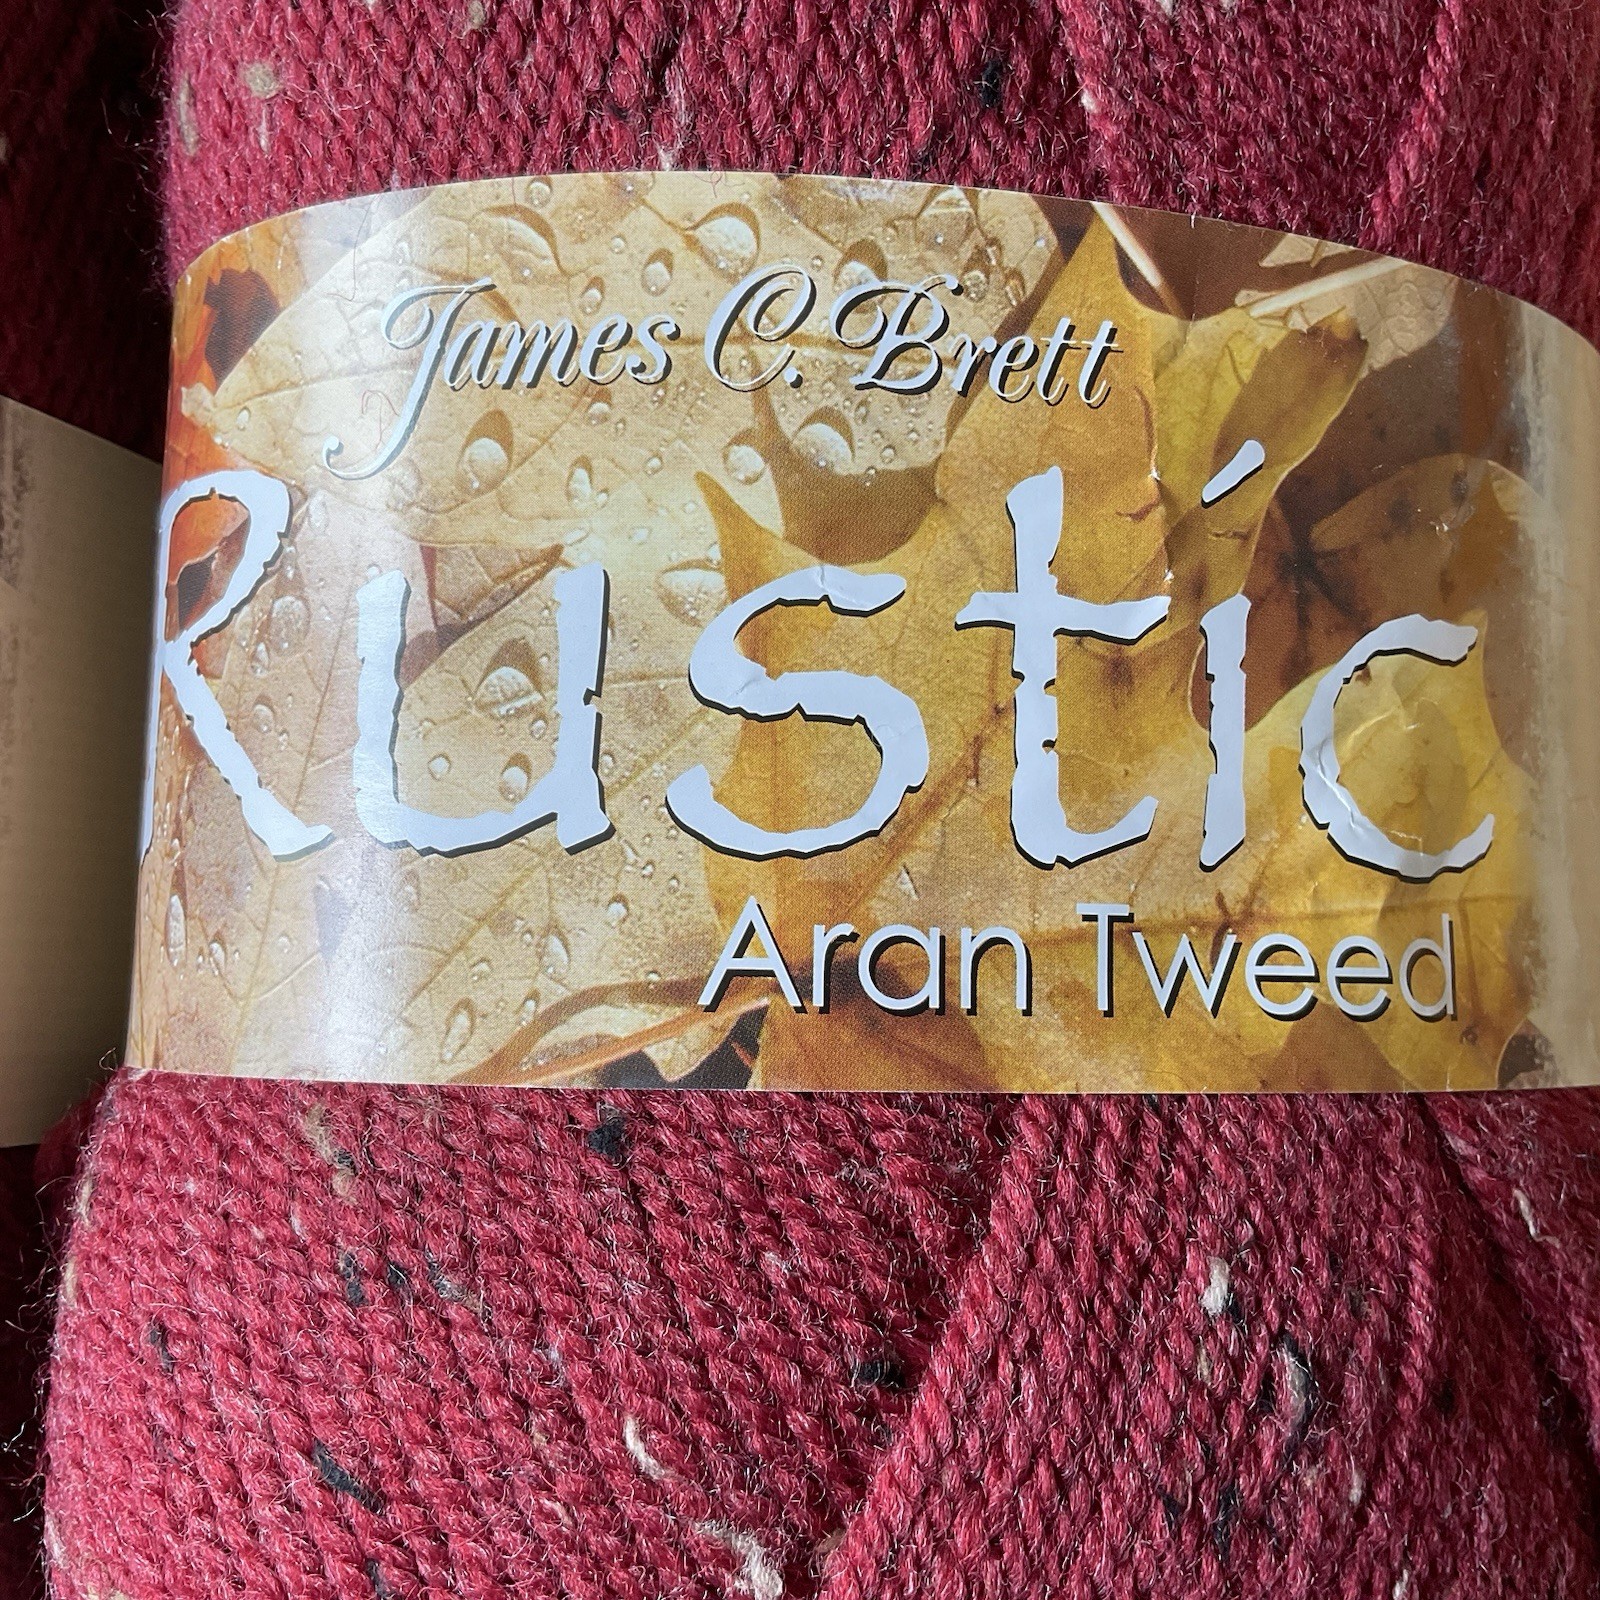 James C. Brett
Rustic
Aran Tweed